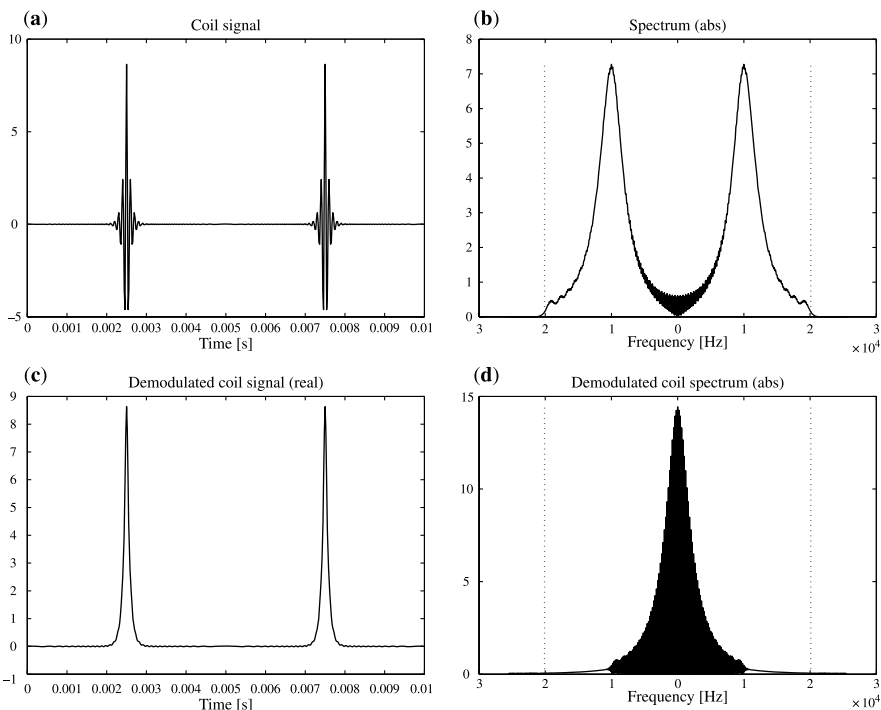 (a)
Coil signal
10
5
0
−5
0 0.001 0.002 0.003 0.004 0.005 0.006 0.007 0.008 0.009 0.01
Time [s]
(b)
Spectrum (abs)
8
7
6
5
4
3
2
1
0
3 2 1 0 1 2 3
Frequency [Hz]
×10⁴
(c)
Demodulated coil signal (real)
9
8
7
6
5
4
3
2
1
0
−1
0 0.001 0.002 0.003 0.004 0.005 0.006 0.007 0.008 0.009 0.01
Time [s]
(d)
Demodulated coil spectrum (abs)
15
10
5
0
3 2 1 0 1 2 3
Frequency [Hz]
×10⁴